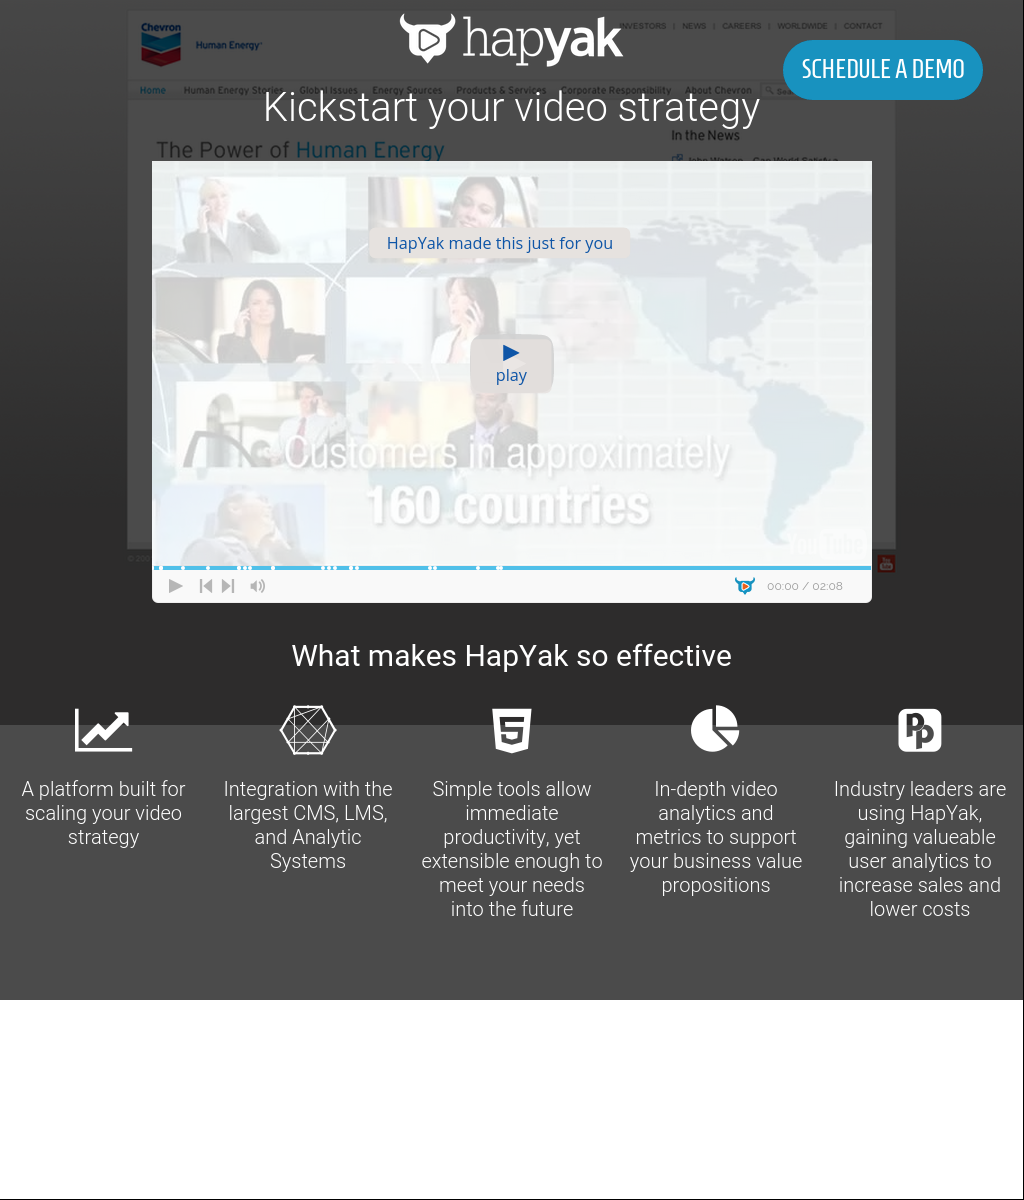 Chevron
Human Energy
INVESTORS | NEWS | CAREERS | WORLDWIDE | CONTACT
hapyak
SCHEDULE A DEMO
Home Human Energy Stories Global Issues Energy Sources Products & Services Corporate Responsibility About Chevron
Kickstart your video strategy
In the News
The Power of Human Energy
HapYak made this just for you
play
Customers in approximately
160 countries
YouTube
00:00 / 02:08
What makes HapYak so effective
A platform built for
scaling your video
strategy
Integration with the
largest CMS, LMS,
and Analytic
Systems
5
Simple tools allow
immediate
productivity, yet
extensible enough to
meet your needs
into the future
In-depth video
analytics and
metrics to support
your business value
propositions
Pp
Industry leaders are
using HapYak,
gaining valueable
user analytics to
increase sales and
lower costs